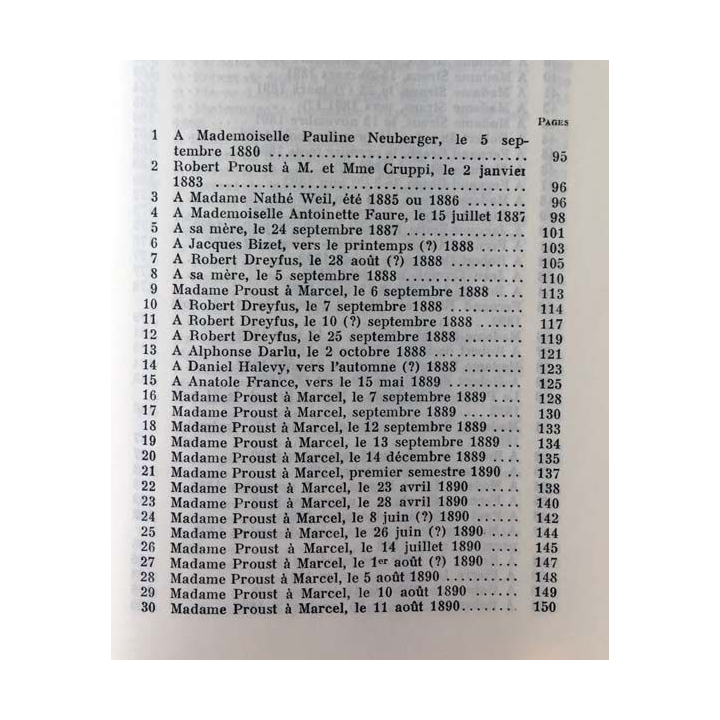 PAGES
1 A Mademoiselle Pauline Neuberger, le 5 sep-
tembre 1880 ........................................ 95
2 Robert Proust à M. et Mme Cruppi, le 2 janvier
1883 .................................................. 96
3 A Madame Nathé Weil, été 1885 ou 1886 ....... 96
4 A Mademoiselle Antoinette Faure, le 15 juillet 1887 98
5 A sa mère, le 24 septembre 1887 ............... 101
6 A Jacques Bizet, vers le printemps (?) 1888 ...... 103
7 A Robert Dreyfus, le 28 août (?) 1888 .......... 105
8 A sa mère, le 5 septembre 1888 ................ 110
9 Madame Proust à Marcel, le 6 septembre 1888 .... 113
10 A Robert Dreyfus, le 7 septembre 1888 .......... 114
11 A Robert Dreyfus, le 10 (?) septembre 1888 ...... 117
12 A Robert Dreyfus, le 25 septembre 1888 ........ 119
13 A Alphonse Darlu, le 2 octobre 1888 ............ 121
14 A Daniel Halevy, vers l'automne (?) 1888 ........ 123
15 A Anatole France, vers le 15 mai 1889 .......... 125
16 Madame Proust à Marcel, le 7 septembre 1889 .... 128
17 Madame Proust à Marcel, septembre 1889 ........ 130
18 Madame Proust à Marcel, le 12 septembre 1889 .... 133
19 Madame Proust à Marcel, le 13 septembre 1889 .. 134
20 Madame Proust à Marcel, le 14 décembre 1889 .... 135
21 Madame Proust à Marcel, premier semestre 1890 .. 137
22 Madame Proust à Marcel, le 23 avril 1890 ...... 138
23 Madame Proust à Marcel, le 28 avril 1890 ...... 140
24 Madame Proust à Marcel, le 8 juin (?) 1890 ...... 142
25 Madame Proust à Marcel, le 26 juin (?) 1890 .... 144
26 Madame Proust à Marcel, le 14 juillet 1890 .... 145
27 Madame Proust à Marcel, le 1er août (?) 1890 .... 147
28 Madame Proust à Marcel, le 5 août 1890 .......... 148
29 Madame Proust à Marcel, le 10 août 1890 ...... 149
30 Madame Proust à Marcel, le 11 août 1890........ 150